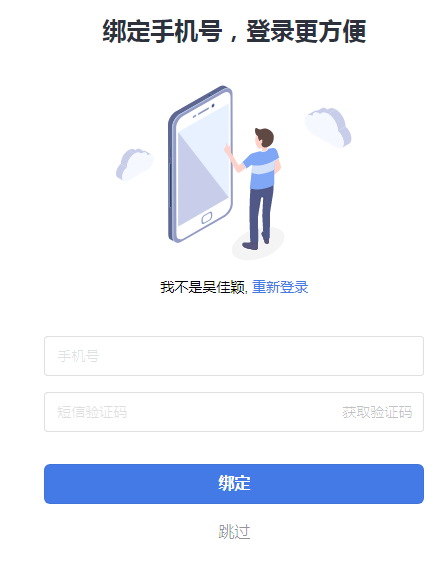 绑定手机号，登录更方便
我不是吴佳颖, 重新登录
手机号
短信验证码 获取验证码
绑定
跳过